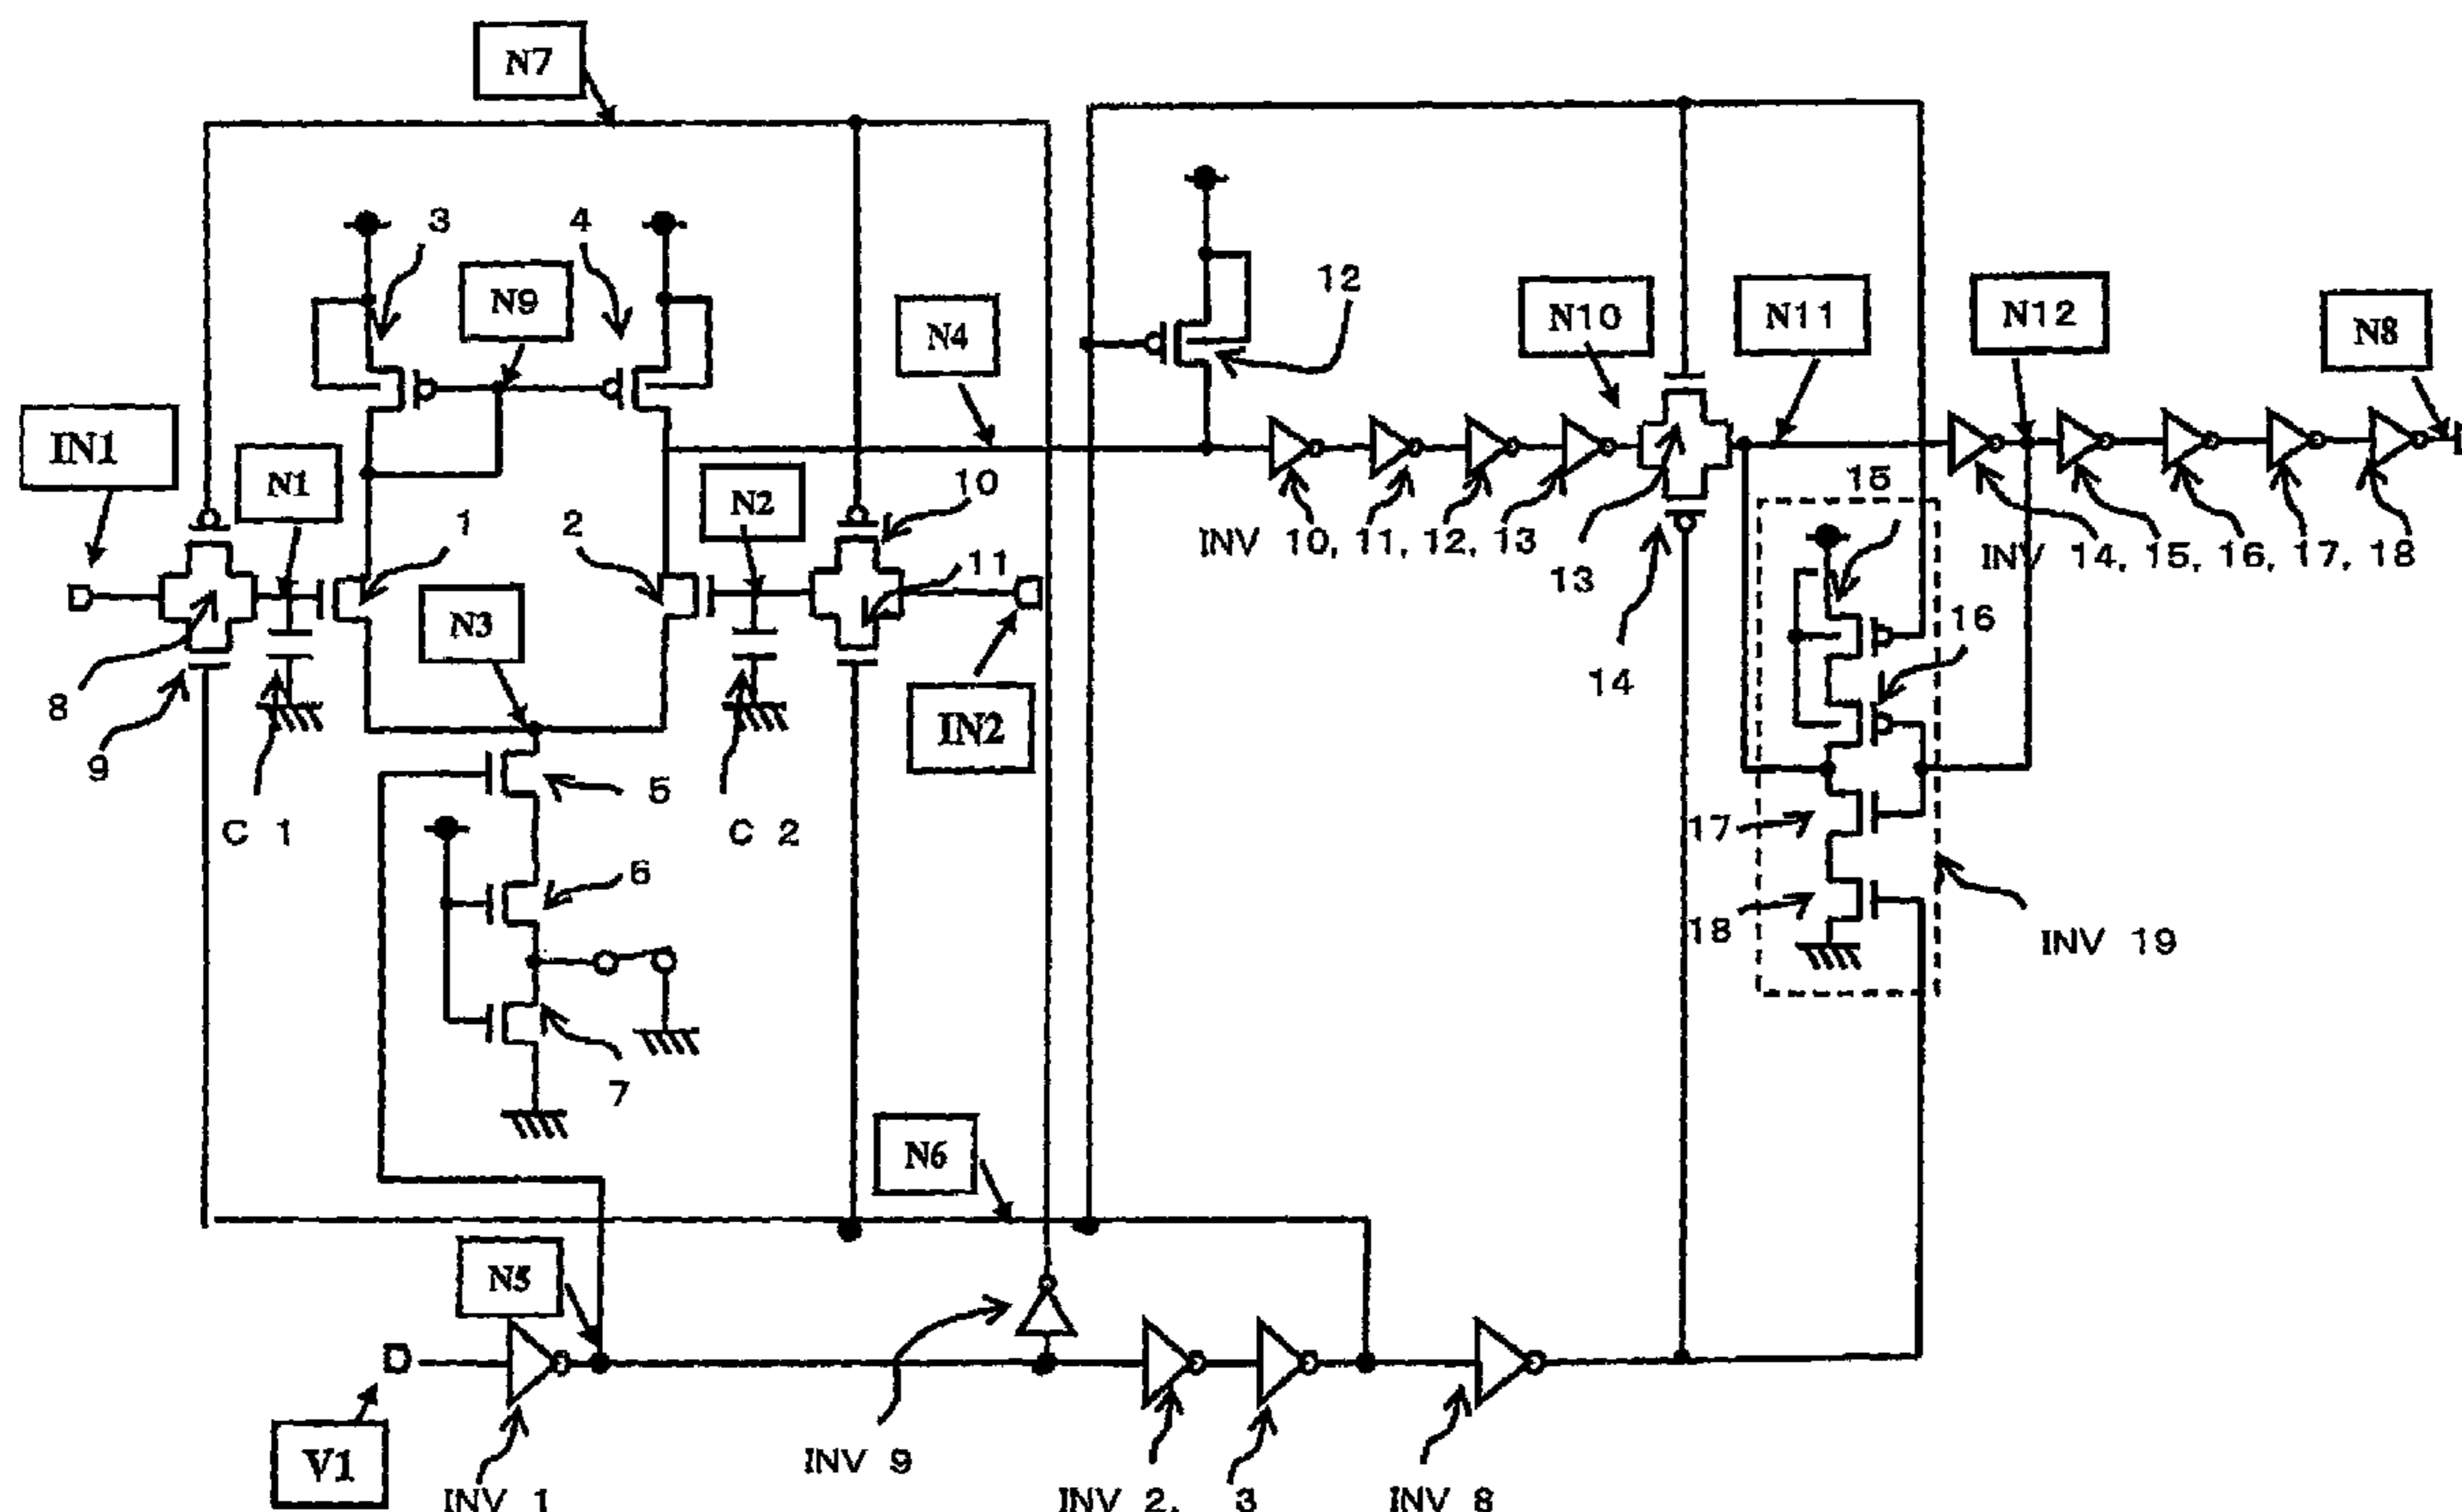 N7
3
4
N9
12
N4
N10
N11
N12
N8
IN1
N1
1
2
N2
10
15
INV 10, 11, 12, 13
INV 14, 15, 16, 17, 18
11
13
N3
16
8
14
9
IN2
5
17
C 1
C 2
6
18
INV 19
7
N6
N5
V1
INV 9
INV 1
INV 2, 3
INV 8